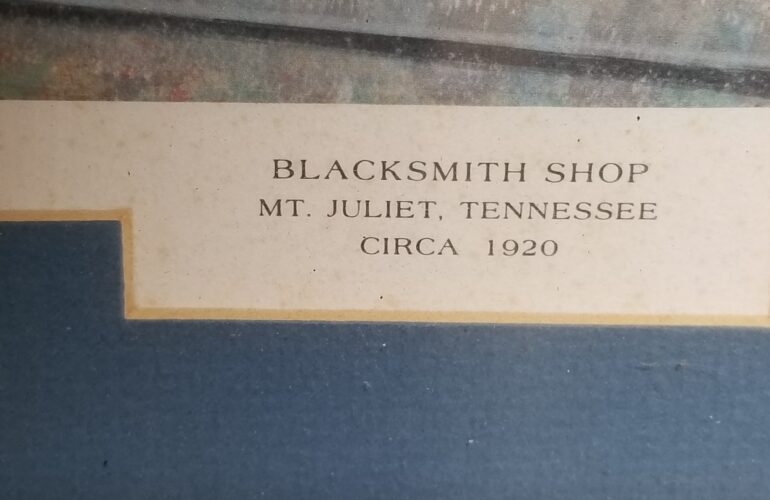 BLACKSMITH SHOP
MT. JULIET, TENNESSEE
CIRCA 1920